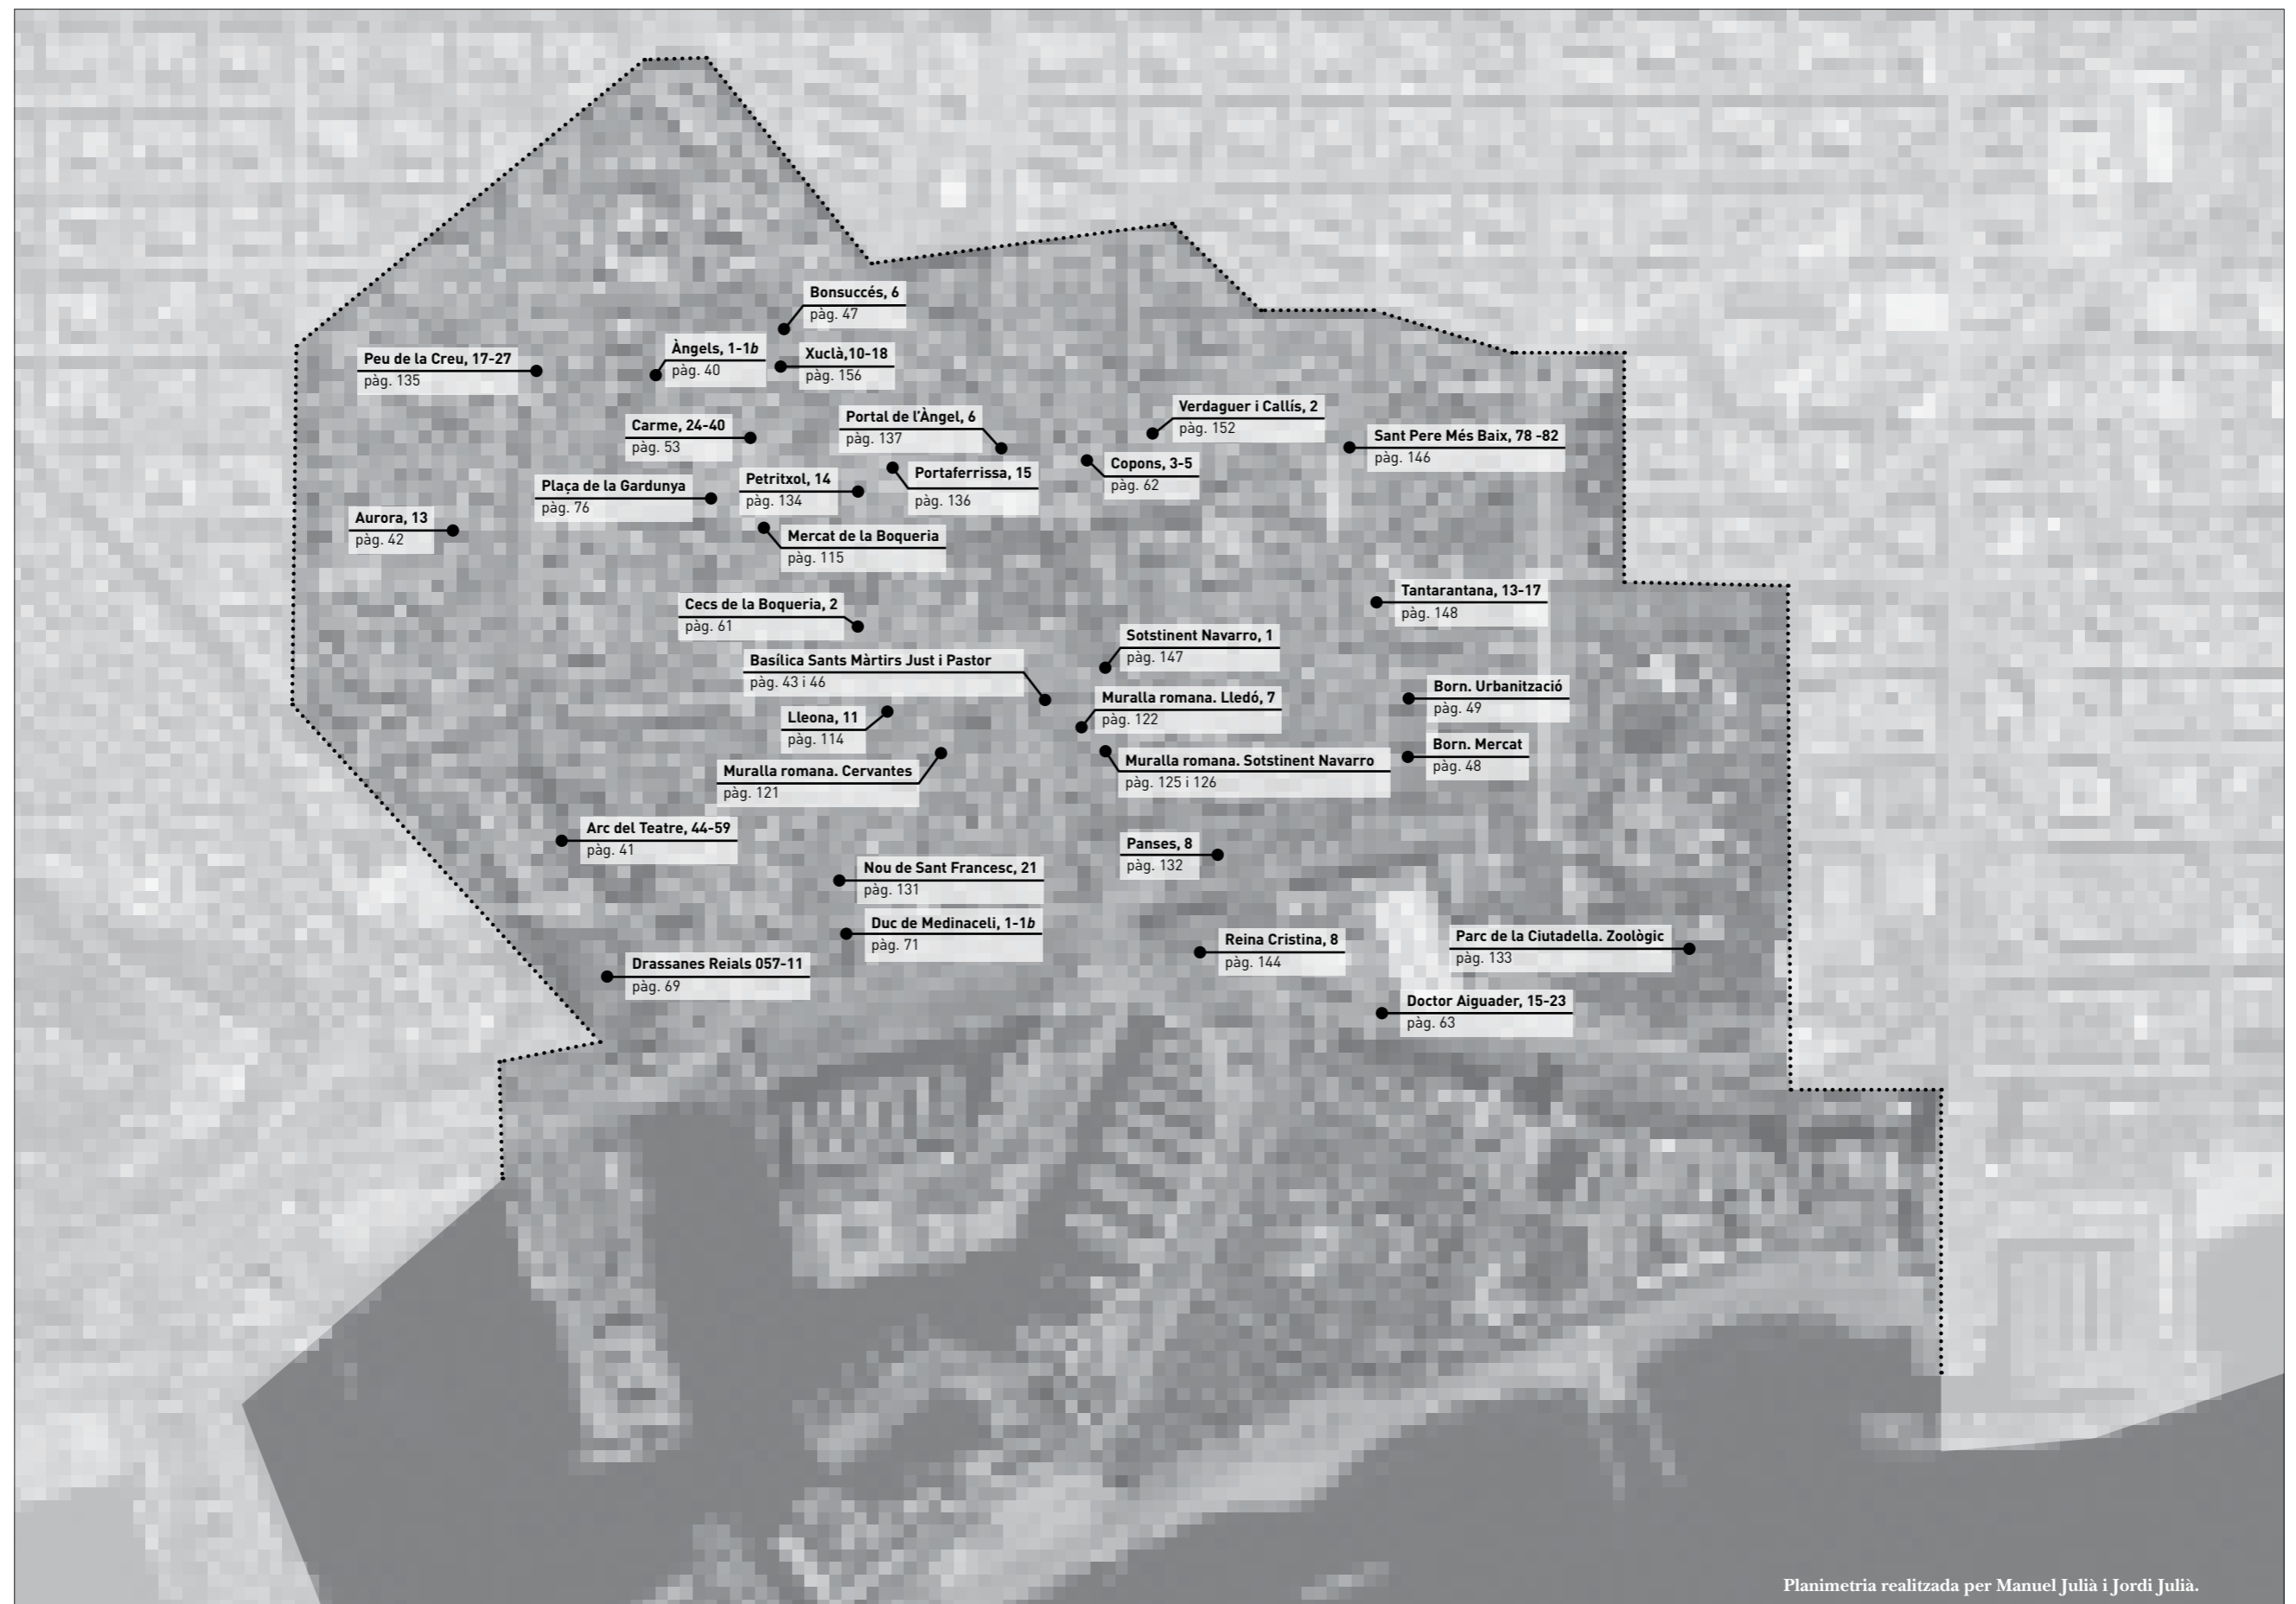 Bonsuccés, 6
pàg. 47
Àngels, 1-1b
pàg. 40
Xuclà,10-18
pàg. 156
Peu de la Creu, 17-27
pàg. 135
Carme, 24-40
pàg. 53
Portal de l'Àngel, 6
pàg. 137
Verdaguer i Callís, 2
pàg. 152
Sant Pere Més Baix, 78 -82
pàg. 146
Copons, 3-5
pàg. 62
Portaferrissa, 15
pàg. 136
Petritxol, 14
pàg. 134
Plaça de la Gardunya
pàg. 76
Aurora, 13
pàg. 42
Mercat de la Boqueria
pàg. 115
Tantarantana, 13-17
pàg. 148
Cecs de la Boqueria, 2
pàg. 61
Sotstinent Navarro, 1
pàg. 147
Basílica Sants Màrtirs Just i Pastor
pàg. 43 i 46
Born. Urbanització
pàg. 49
Muralla romana. Lledó, 7
pàg. 122
Lleona, 11
pàg. 114
Born. Mercat
pàg. 48
Muralla romana. Sotstinent Navarro
pàg. 125 i 126
Muralla romana. Cervantes
pàg. 121
Arc del Teatre, 44-59
pàg. 41
Panses, 8
pàg. 132
Nou de Sant Francesc, 21
pàg. 131
Duc de Medinaceli, 1-1b
pàg. 71
Reina Cristina, 8
pàg. 144
Parc de la Ciutadella. Zoològic
pàg. 133
Drassanes Reials 057-11
pàg. 69
Doctor Aiguader, 15-23
pàg. 63
Planimetria realitzada per Manuel Julià i Jordi Julià.